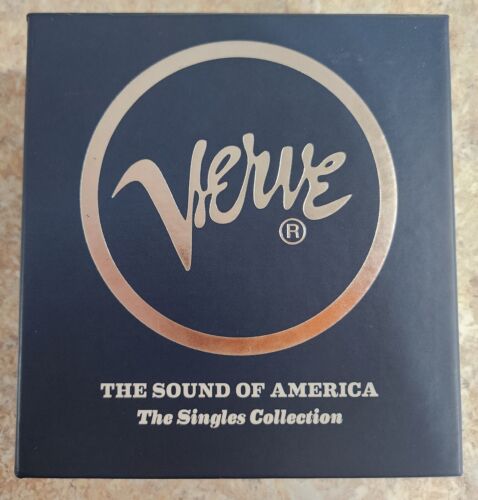 Verve
®
THE SOUND OF AMERICA
The Singles Collection